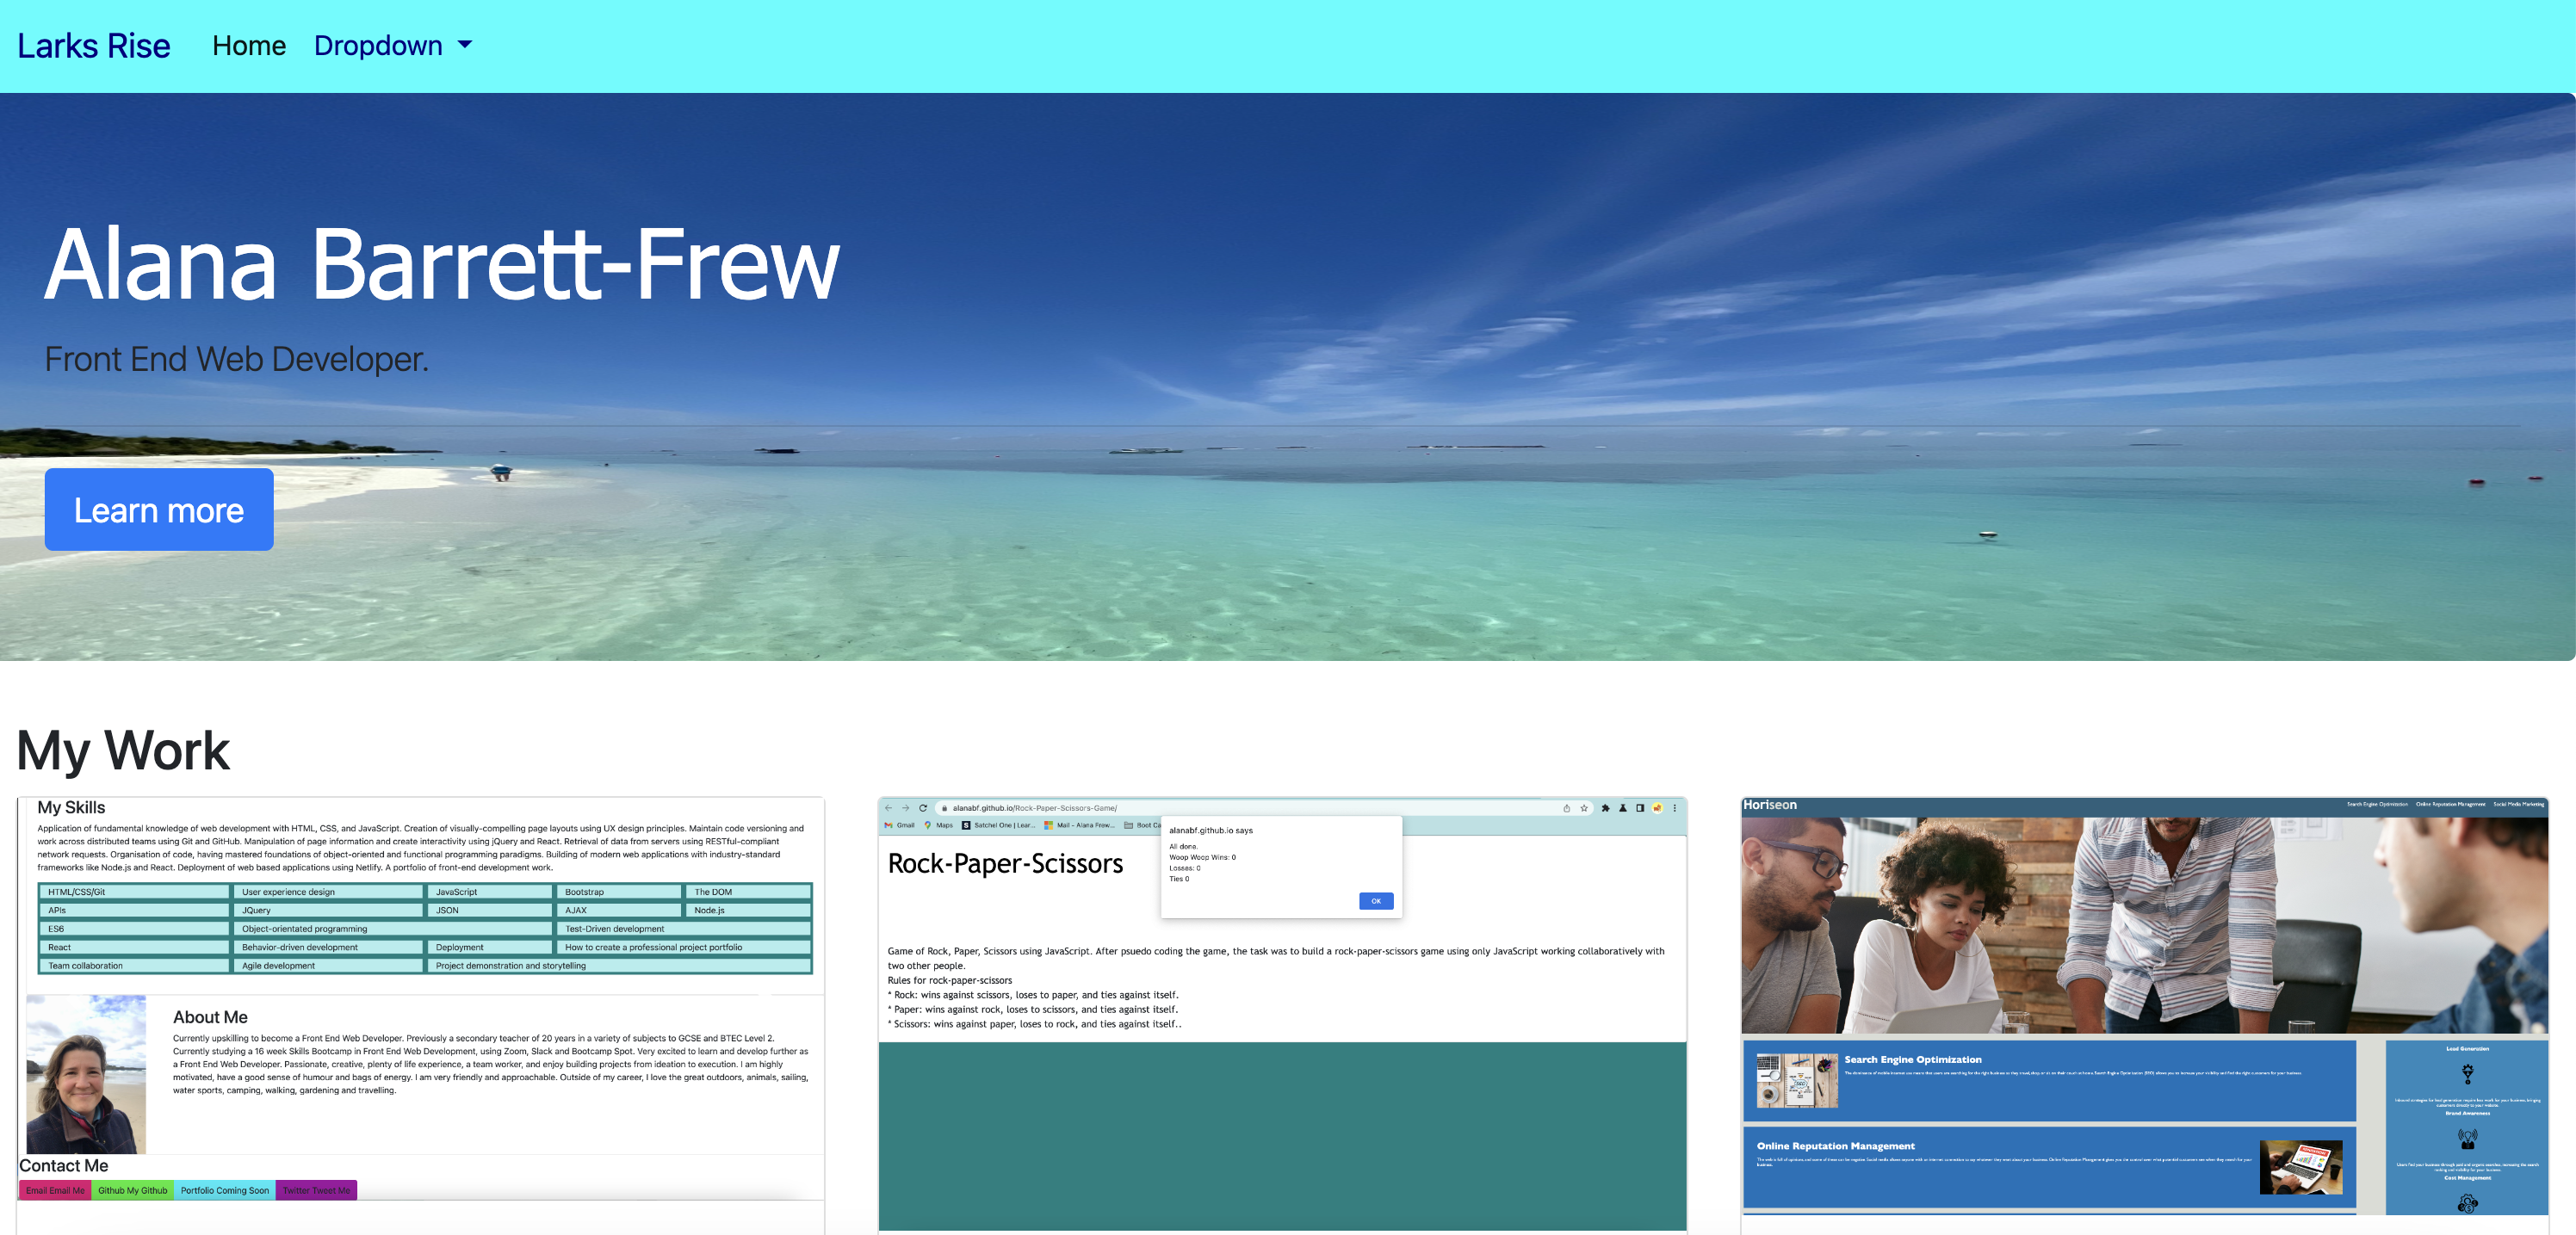 Larks Rise Home Dropdown
Alana Barrett-Frew
Front End Web Developer.
Learn more
My Work
My Skills
Application of fundamental knowledge of web development with HTML, CSS, and JavaScript. Creation of visually-compelling page layouts using UX design principles. Maintain code versioning and
work across distributed teams using Git and GitHub. Manipulation of page information and create interactivity using jQuery and React. Retrieval of data from servers using RESTful-compliant
network requests. Organisation of code, having mastered foundations of object-oriented and functional programming paradigms. Building of modern web applications with industry-standard
frameworks like Node.js and React. Deployment of web based applications using Netlify. A portfolio of front-end development work.
HTML/CSS/Git User experience design JavaScript Bootstrap The DOM
APIs JQuery JSON AJAX Node.js
ES6 Object-orientated programming Test-Driven development
React Behavior-driven development Deployment How to create a professional project portfolio
Team collaboration Agile development Project demonstration and storytelling
About Me
Currently upskilling to become a Front End Web Developer. Previously a secondary teacher of 20 years in a variety of subjects to GCSE and BTEC Level 2.
Currently studying a 16 week Skills Bootcamp in Front End Web Development, using Zoom, Slack and Bootcamp Spot. Very excited to learn and develop further as
a Front End Web Developer. Passionate, creative, plenty of life experience, a team worker, and enjoy building projects from ideation to execution. I am highly
motivated, have a good sense of humour and bags of energy. I am very friendly and approachable. Outside of my career, I love the great outdoors, animals, sailing,
water sports, camping, walking, gardening and travelling.
Contact Me
Email Email Me Github My Github Portfolio Coming Soon Twitter Tweet Me
alanabf.github.io/Rock-Paper-Scissors-Game/
Gmail Maps Satchel One | Lear... Mail - Alana Frew... Boot Ca
alanabf.github.io says
All done.
Woop Woop Wins: 0
Losses: 0
Ties 0
OK
Rock-Paper-Scissors
Game of Rock, Paper, Scissors using JavaScript. After psuedo coding the game, the task was to build a rock-paper-scissors game using only JavaScript working collaboratively with
two other people.
Rules for rock-paper-scissors
* Rock: wins against scissors, loses to paper, and ties against itself.
* Paper: wins against rock, loses to scissors, and ties against itself.
* Scissors: wins against paper, loses to rock, and ties against itself..
Horiseon Search Engine Optimization Online Reputation Management Social Media Marketing
Search Engine Optimization
Online Reputation Management
Lead Generation
Brand Awareness
Cost Management